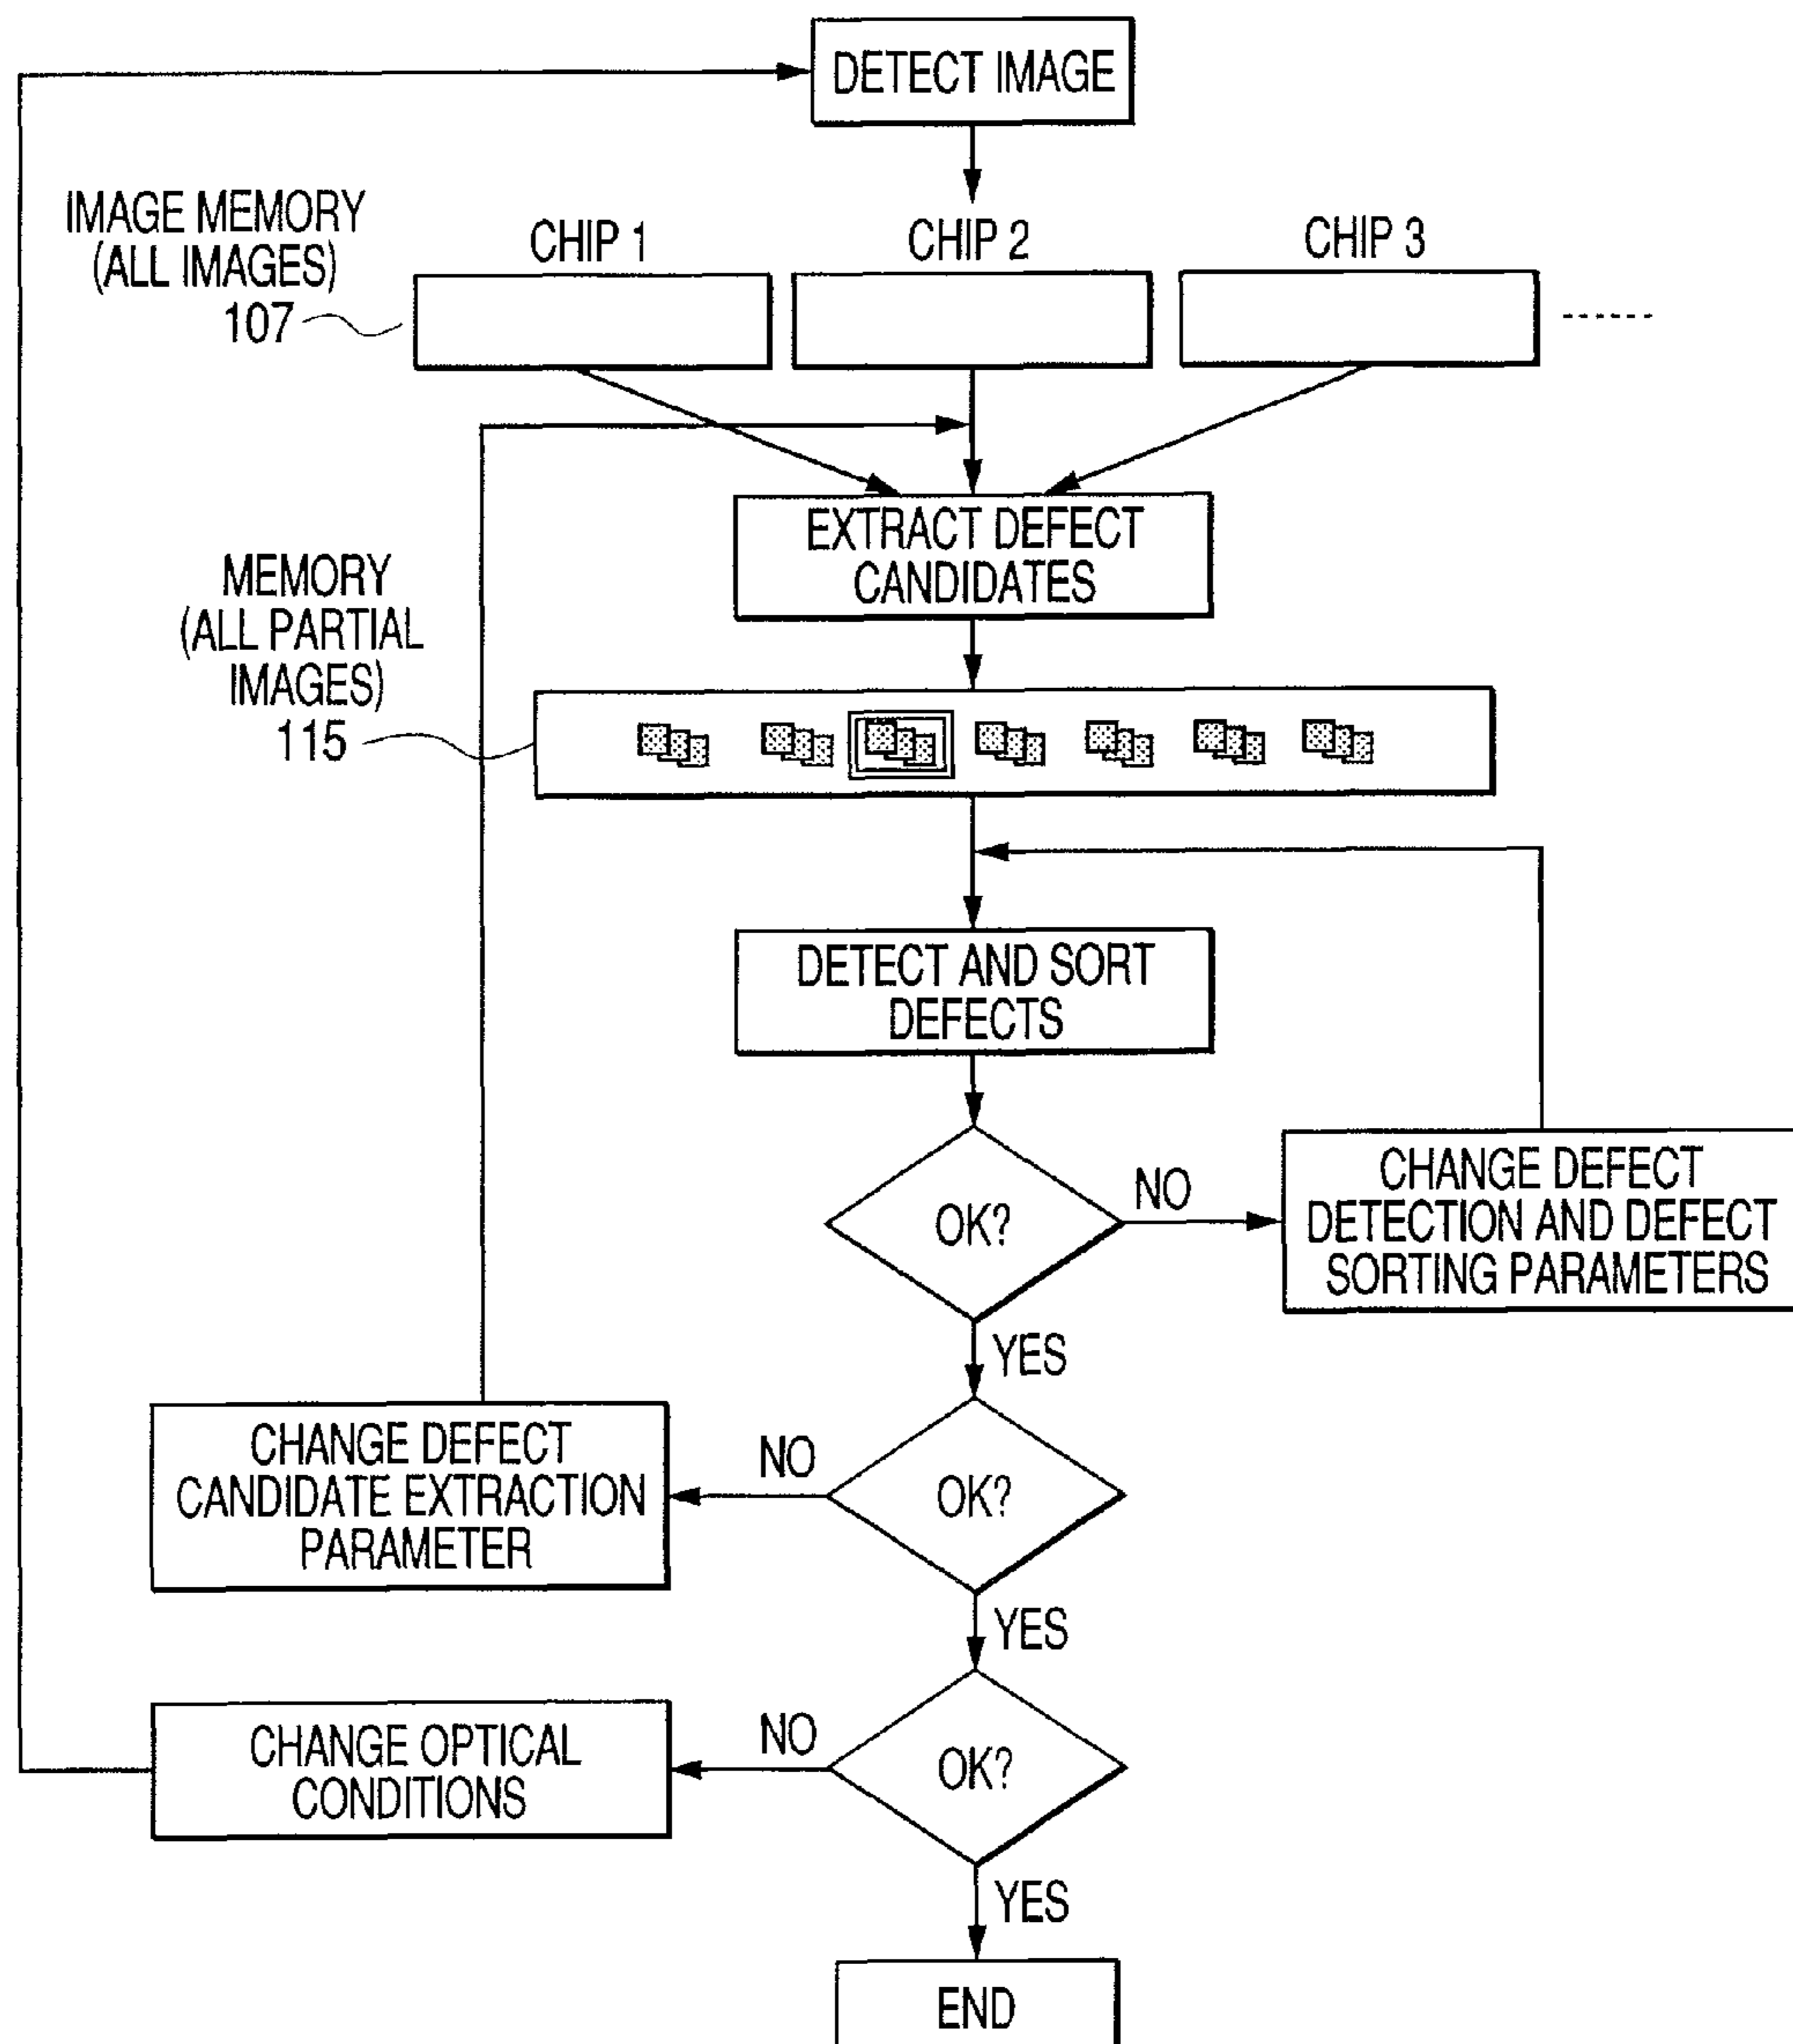 DETECT IMAGE
IMAGE MEMORY
(ALL IMAGES)
107
CHIP 1
CHIP 2
CHIP 3
EXTRACT DEFECT
CANDIDATES
MEMORY
(ALL PARTIAL
IMAGES)
115
DETECT AND SORT
DEFECTS
OK?
NO
CHANGE DEFECT
DETECTION AND DEFECT
SORTING PARAMETERS
YES
OK?
NO
CHANGE DEFECT
CANDIDATE EXTRACTION
PARAMETER
YES
OK?
NO
CHANGE OPTICAL
CONDITIONS
YES
END